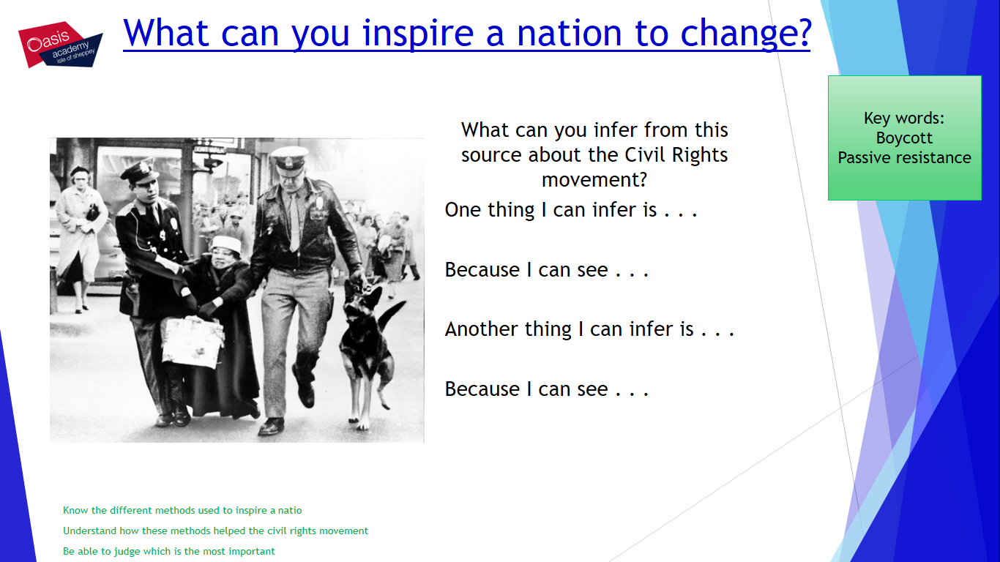 Oasis
academy
isle of sheppey
What can you inspire a nation to change?
Key words:
Boycott
Passive resistance
What can you infer from this
source about the Civil Rights
movement?
One thing I can infer is . . .
Because I can see . . .
Another thing I can infer is . . .
Because I can see . . .
Know the different methods used to inspire a natio
Understand how these methods helped the civil rights movement
Be able to judge which is the most important